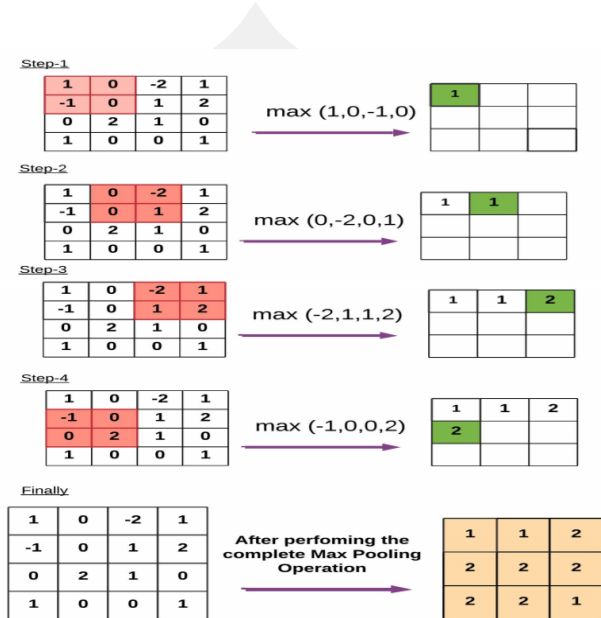 Step-1
1 0 -2 1
-1 0 1 2
0 2 1 0
1 0 0 1
max (1,0,-1,0)
1
Step-2
1 0 -2 1
-1 0 1 2
0 2 1 0
1 0 0 1
max (0,-2,0,1)
1 1
Step-3
1 0 -2 1
-1 0 1 2
0 2 1 0
1 0 0 1
max (-2,1,1,2)
1 1 2
Step-4
1 0 -2 1
-1 0 1 2
0 2 1 0
1 0 0 1
max (-1,0,0,2)
1 1 2
2
Finally
1 0 -2 1
-1 0 1 2
0 2 1 0
1 0 0 1
After perfoming the
complete Max Pooling
Operation
1 1 2
2 2 2
2 2 1